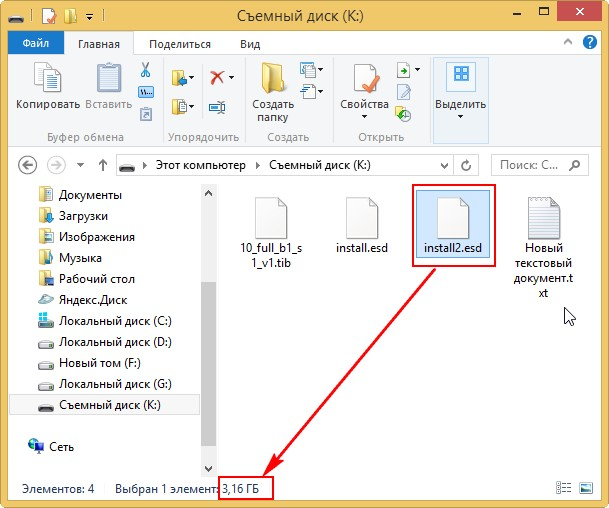 Съемный диск (K:)
Файл
Главная
Поделиться
Вид
Копировать
Вставить
Буфер обмена
Упорядочить
Создать
папку
Создать
Свойства
Открыть
Выделить
Этот компьютер
Съемный диск (K:)
Поиск: С...
Документы
Загрузки
Изображения
Музыка
Рабочий стол
Яндекс.Диск
Локальный диск (C:)
Локальный диск (D:)
Новый том (F:)
Локальный диск (G:)
Съемный диск (K:)
Сеть
10_full_b1_s
1_v1.tib
install.esd
install2.esd
Новый
текстовый
документ.t
xt
Элементов: 4
Выбран 1 элемент: 3,16 ГБ